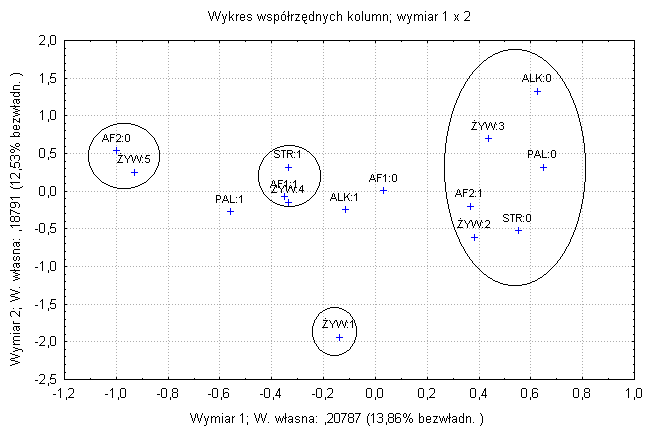 Wykres współrzędnych kolumn; wymiar 1 x 2
Wymiar 2; W. własna: ,18791 (12,53% bezwładn. )
2,0
1,5
1,0
0,5
0,0
-0,5
-1,0
-1,5
-2,0
-2,5
ALK:0
ŻYW:3
AF2:0
ŻYW:5
STR:1
PAL:0
AF1:1
ŻYW:4
AF1:0
PAL:1
ALK:1
AF2:1
STR:0
ŻYW:2
ŻYW:1
-1,2 -1,0 -0,8 -0,6 -0,4 -0,2 0,0 0,2 0,4 0,6 0,8 1,0
Wymiar 1; W. własna: ,20787 (13,86% bezwładn. )